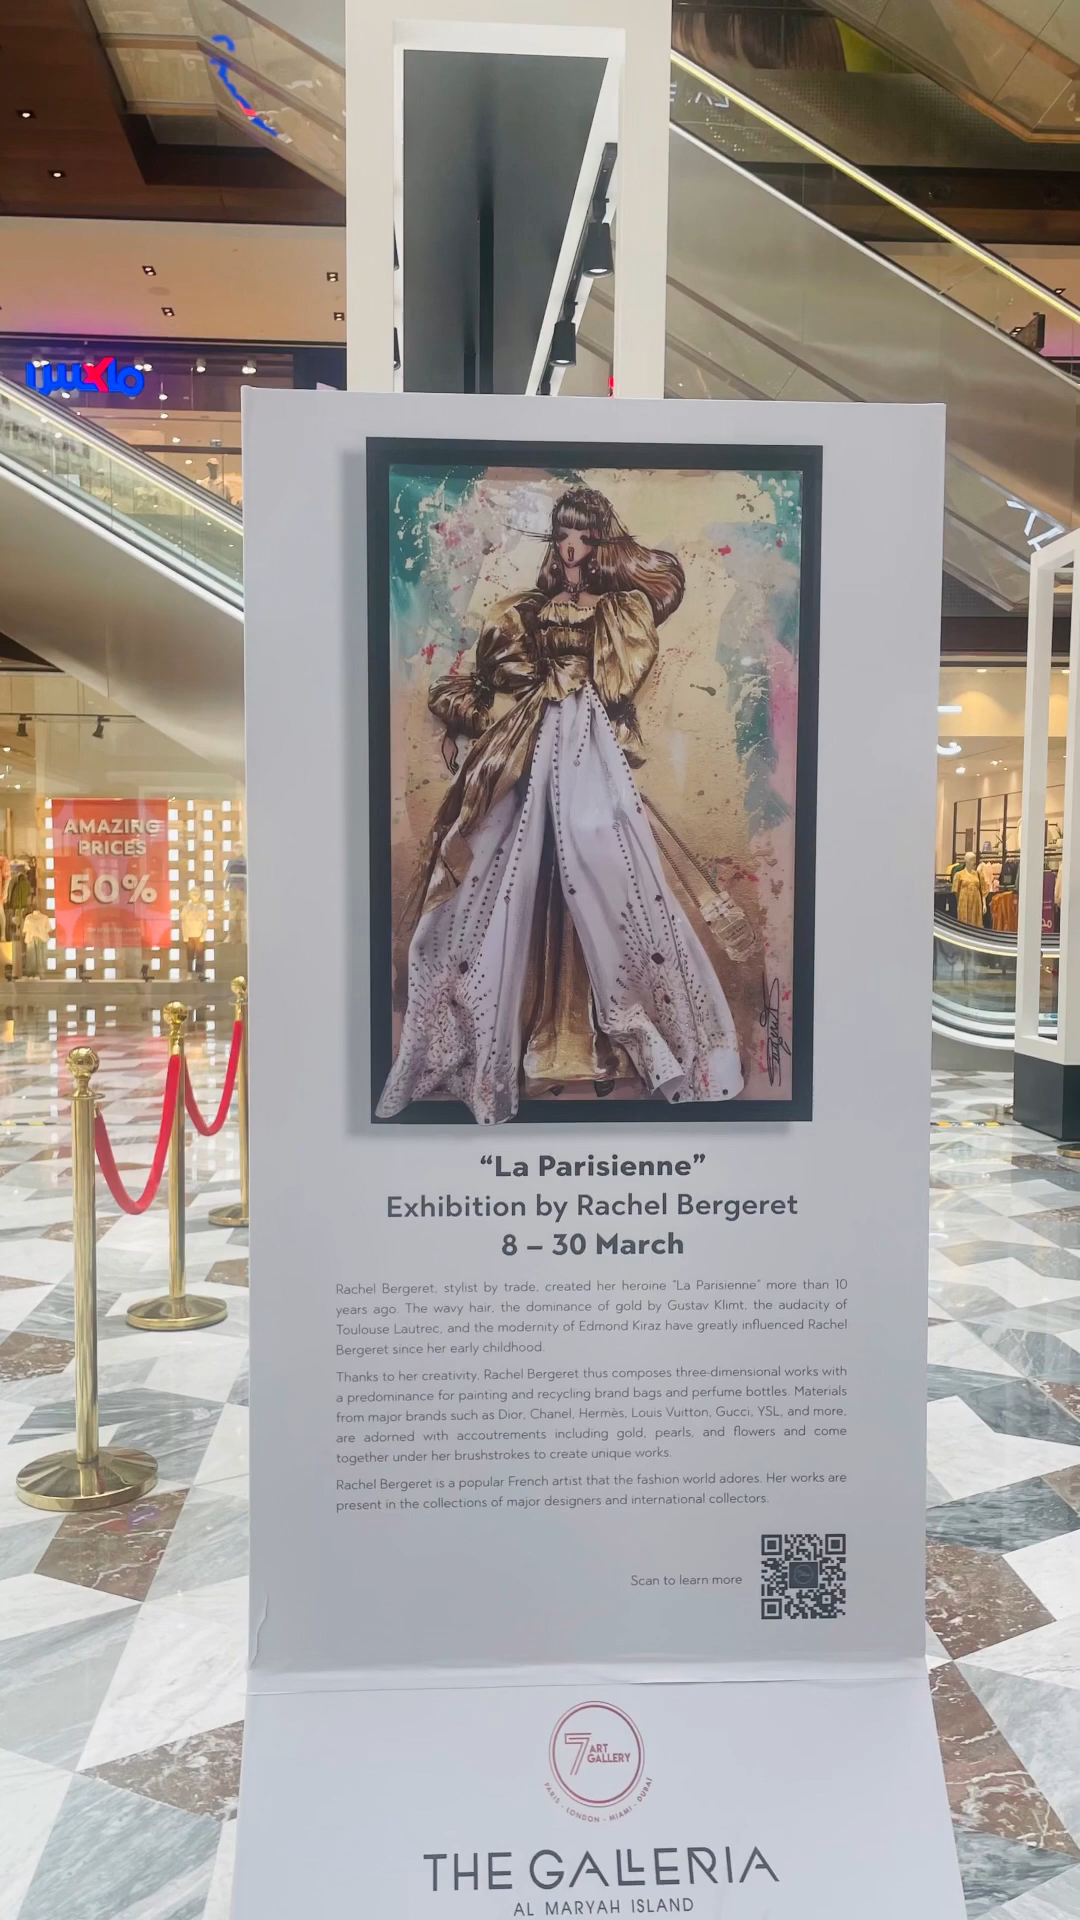 ماكس
AMAZING
PRICES
50%
"La Parisienne"
Exhibition by Rachel Bergeret
8 – 30 March
Rachel Bergeret, stylist by trade, created her heroine "La Parisienne" more than 10
years ago. The wavy hair, the dominance of gold by Gustav Klimt, the audacity of
Toulouse Lautrec, and the modernity of Edmond Kiraz have greatly influenced Rachel
Bergeret since her early childhood.
Thanks to her creativity, Rachel Bergeret thus composes three-dimensional works with
a predominance for painting and recycling brand bags and perfume bottles. Materials
from major brands such as Dior, Chanel, Hermès, Louis Vuitton, Gucci, YSL, and more,
are adorned with accoutrements including gold, pearls, and flowers and come
together under her brushstrokes to create unique works.
Rachel Bergeret is a popular French artist that the fashion world adores. Her works are
present in the collections of major designers and international collectors.
Scan to learn more
7 ART
GALLERY
PARIS - LONDON - MIAMI - DUBAI
THE GALLERIA
AL MARYAH ISLAND